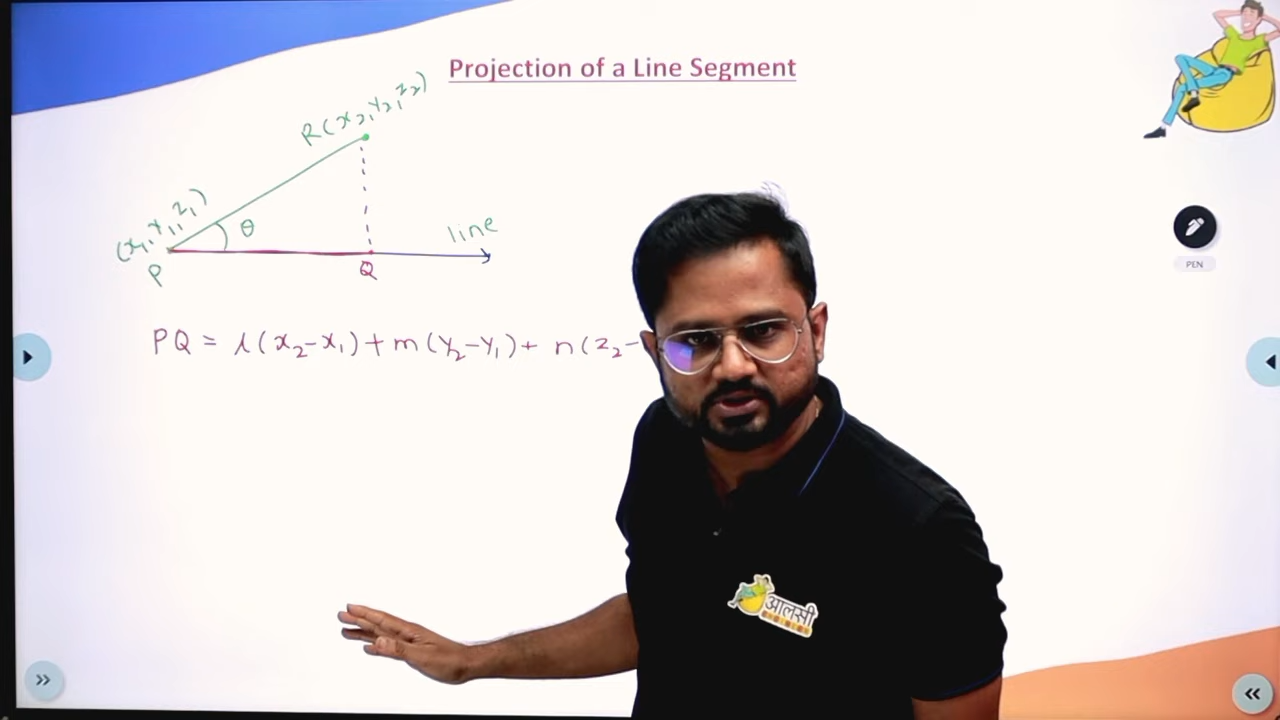 Projection of a Line Segment
R(x₂, y₂, z₂)
(x₁, y₁, z₁)
θ
line
P
Q
PQ = l(x₂-x₁)+m(y₂-y₁)+ n(z₂-
PEN
आलसी